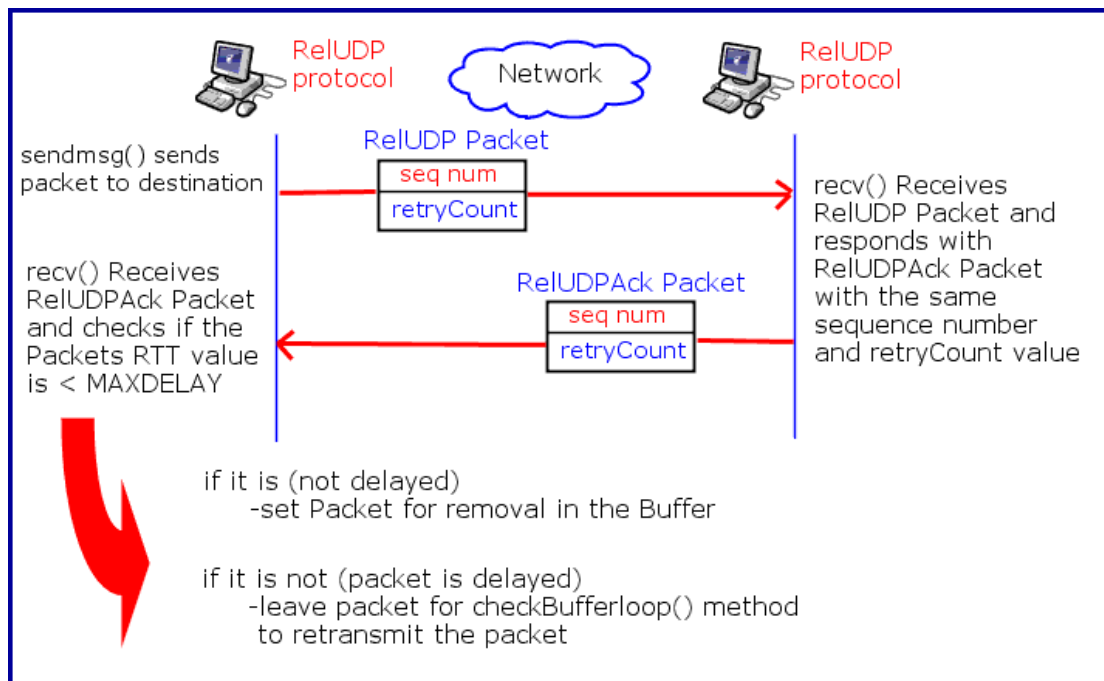 RelUDP
protocol
Network
RelUDP
protocol
RelUDP Packet
seq num
retryCount
sendmsg() sends
packet to destination
recv() Receives
RelUDP Packet and
responds with
RelUDPAck Packet
with the same
sequence number
and retryCount value
RelUDPAck Packet
seq num
retryCount
recv() Receives
RelUDPAck Packet
and checks if the
Packets RTT value
is < MAXDELAY
if it is (not delayed)
-set Packet for removal in the Buffer
if it is not (packet is delayed)
-leave packet for checkBufferloop() method
to retransmit the packet